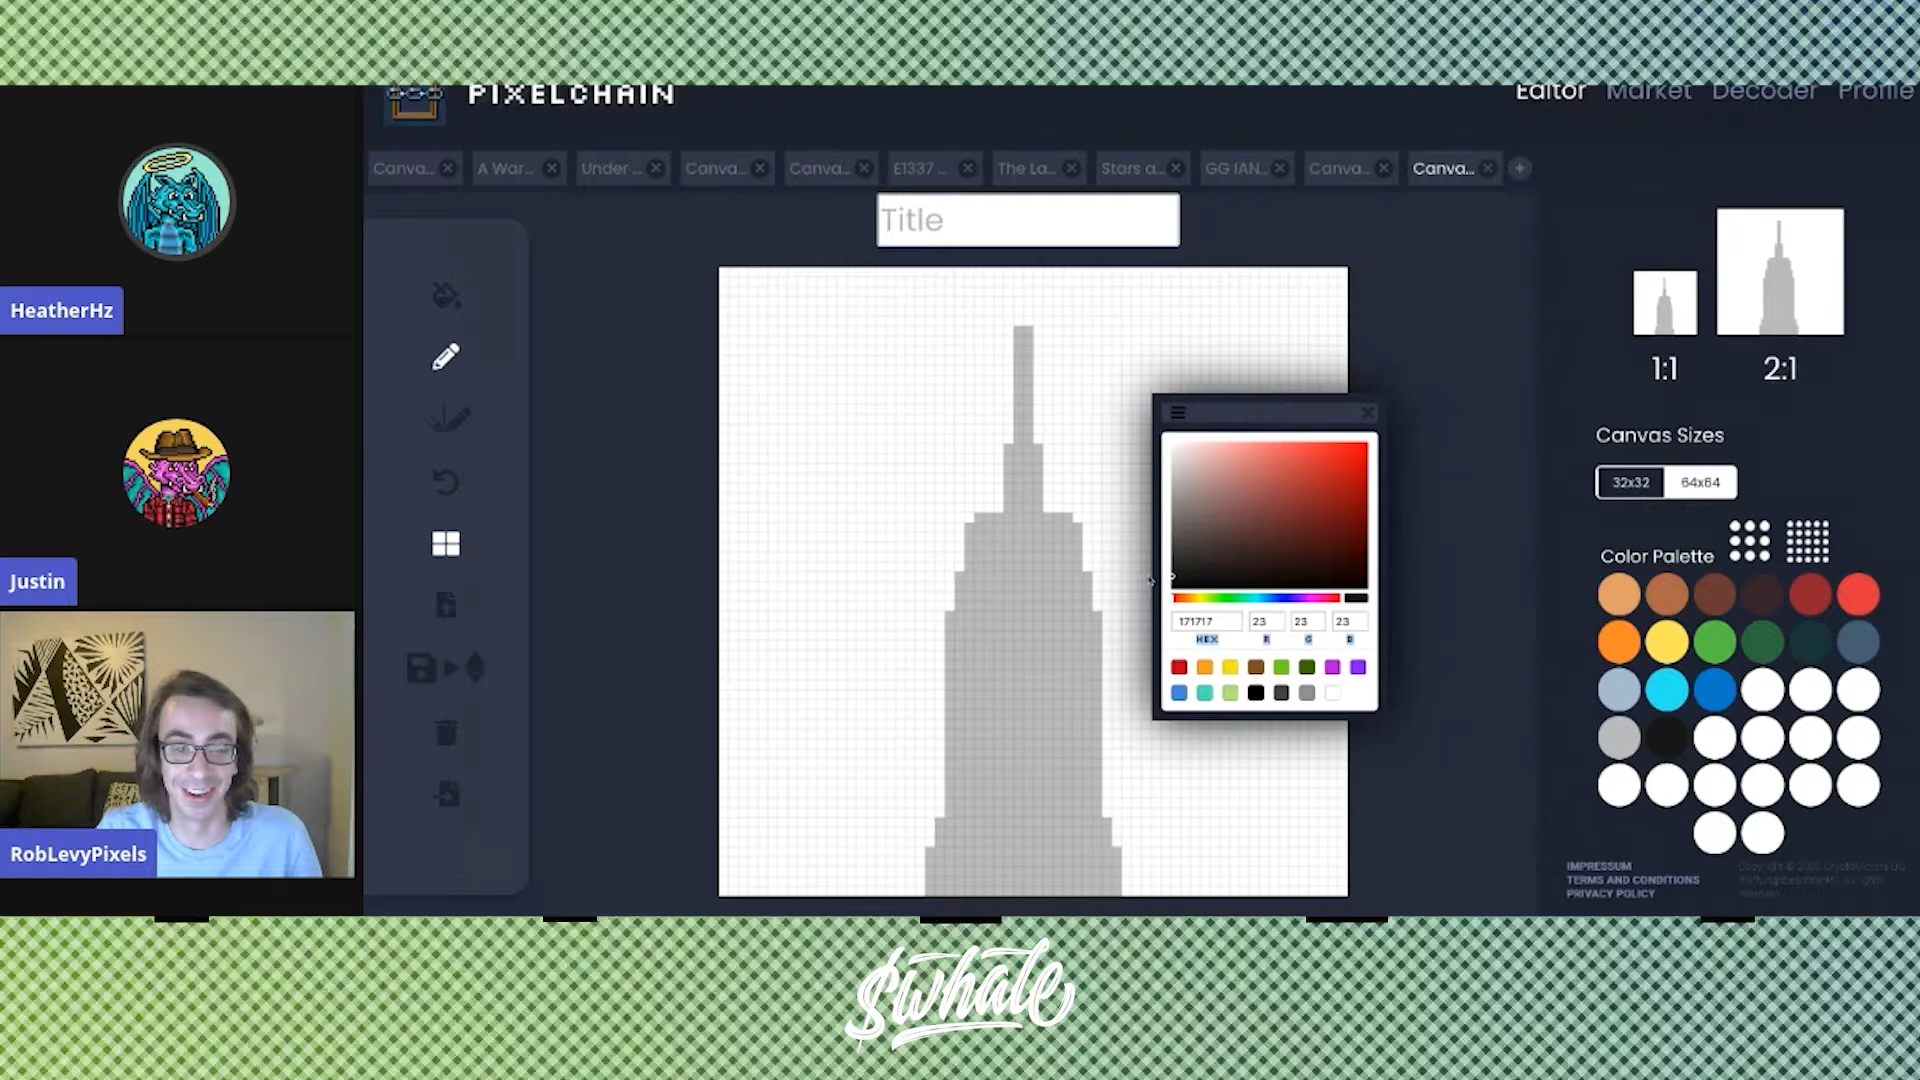 PIXELCHAIN
Editor Market Decoder Profile
Canva... A War... Under ... Canva... Canva... E1337 ... The La... Stars a... GG IAN... Canva... Canva...
Title
HeatherHz
Justin
RobLevyPixels
1:1 2:1
Canvas Sizes
32x32 64x64
Color Palette
171717 23 23 23
HEX R G B
IMPRESSUM
TERMS AND CONDITIONS
PRIVACY POLICY
$whale